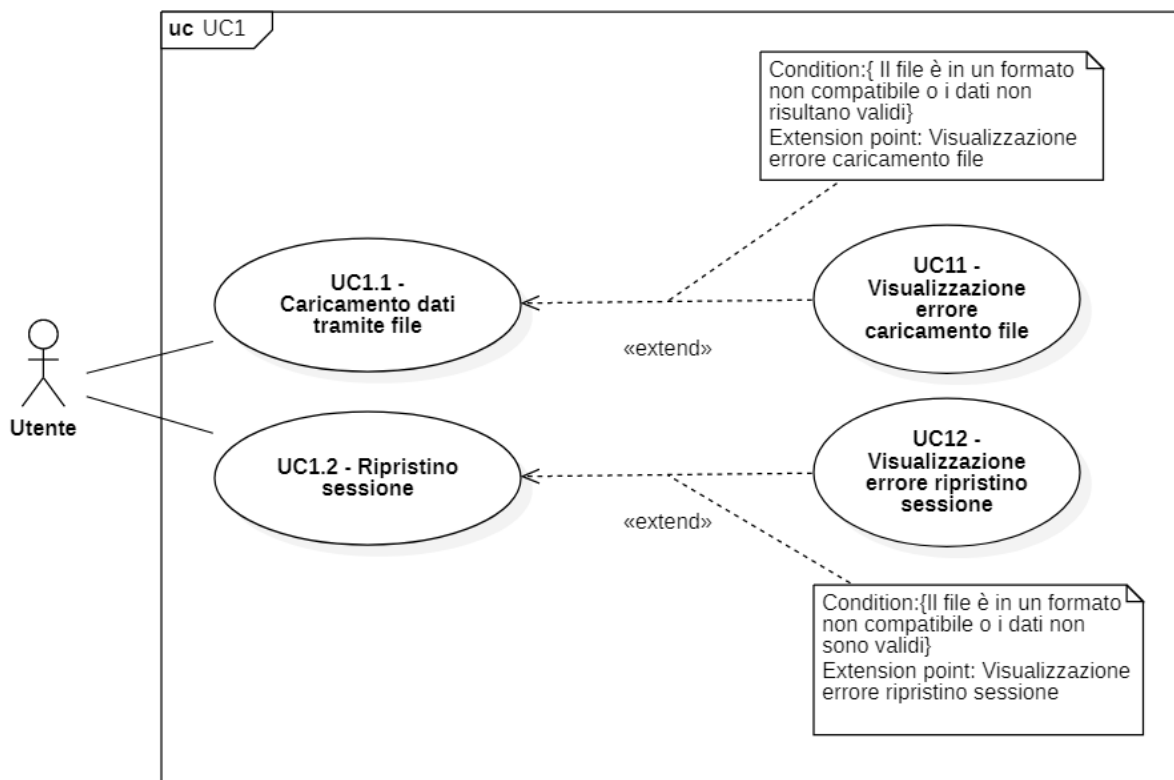 uc UC1
Condition:{ Il file è in un formato
non compatibile o i dati non
risultano validi}
Extension point: Visualizzazione
errore caricamento file
UC1.1 -
Caricamento dati
tramite file
UC11 -
Visualizzazione
errore
caricamento file
«extend»
Utente
UC1.2 - Ripristino
sessione
UC12 -
Visualizzazione
errore ripristino
sessione
«extend»
Condition:{Il file è in un formato
non compatibile o i dati non
sono validi}
Extension point: Visualizzazione
errore ripristino sessione